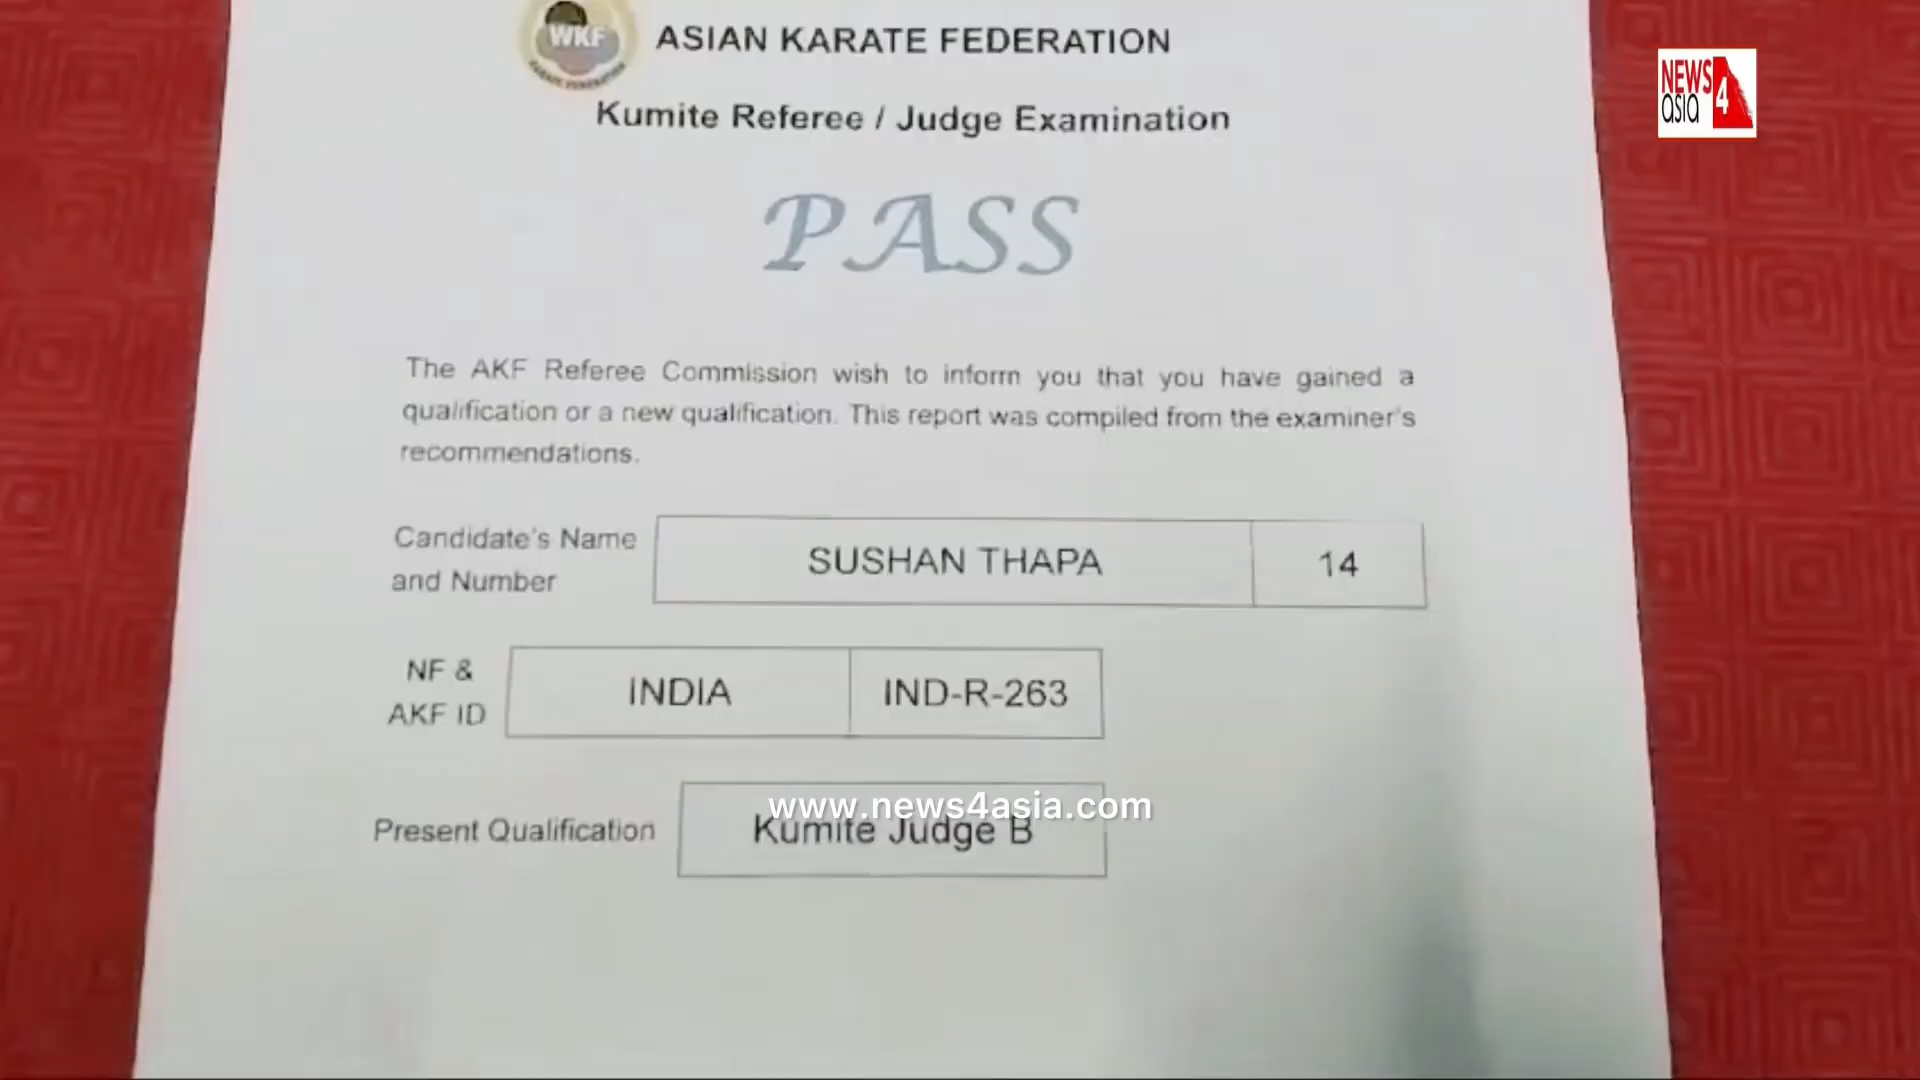 WKF
KARATE FEDERATION
ASIAN KARATE FEDERATION
NEWS
asia
4
Kumite Referee / Judge Examination
PASS
The AKF Referee Commission wish to inform you that you have gained a
qualification or a new qualification. This report was compiled from the examiner's
recommendations.
Candidate's Name
and Number
SUSHAN THAPA
14
NF &
AKF ID
INDIA
IND-R-263
www.news4asia.com
Present Qualification
Kumite Judge B